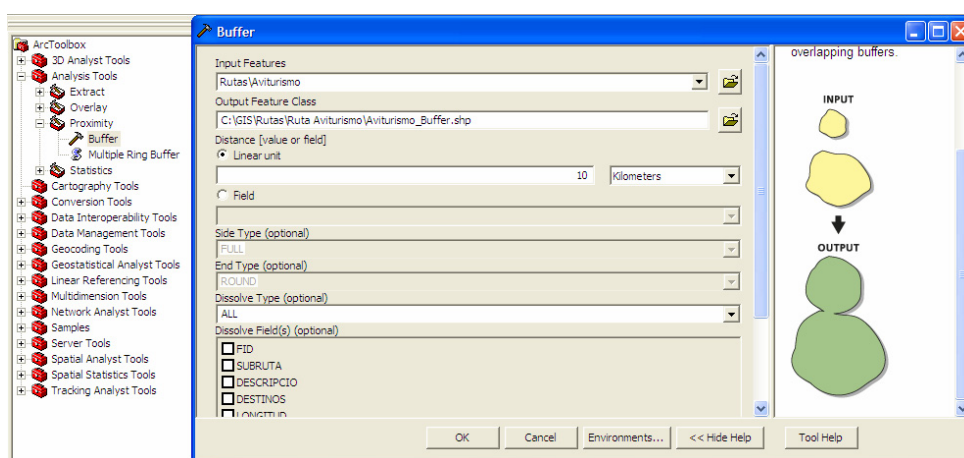 ArcToolbox
3D Analyst Tools
Analysis Tools
Extract
Overlay
Proximity
Buffer
Multiple Ring Buffer
Statistics
Cartography Tools
Conversion Tools
Data Interoperability Tools
Data Management Tools
Geocoding Tools
Geostatistical Analyst Tools
Linear Referencing Tools
Multidimension Tools
Network Analyst Tools
Samples
Server Tools
Spatial Analyst Tools
Spatial Statistics Tools
Tracking Analyst Tools
Buffer
Input Features
Rutas\Aviturismo
Output Feature Class
C:\GIS\Rutas\Ruta Aviturismo\Aviturismo_Buffer.shp
Distance [value or field]
Linear unit
10 Kilometers
Field
Side Type (optional)
FULL
End Type (optional)
ROUND
Dissolve Type (optional)
ALL
Dissolve Field(s) (optional)
FID
SUBRUTA
DESCRIPCIO
DESTINOS
LONGITUD
overlapping buffers.
INPUT
OUTPUT
OK Cancel Environments... << Hide Help Tool Help